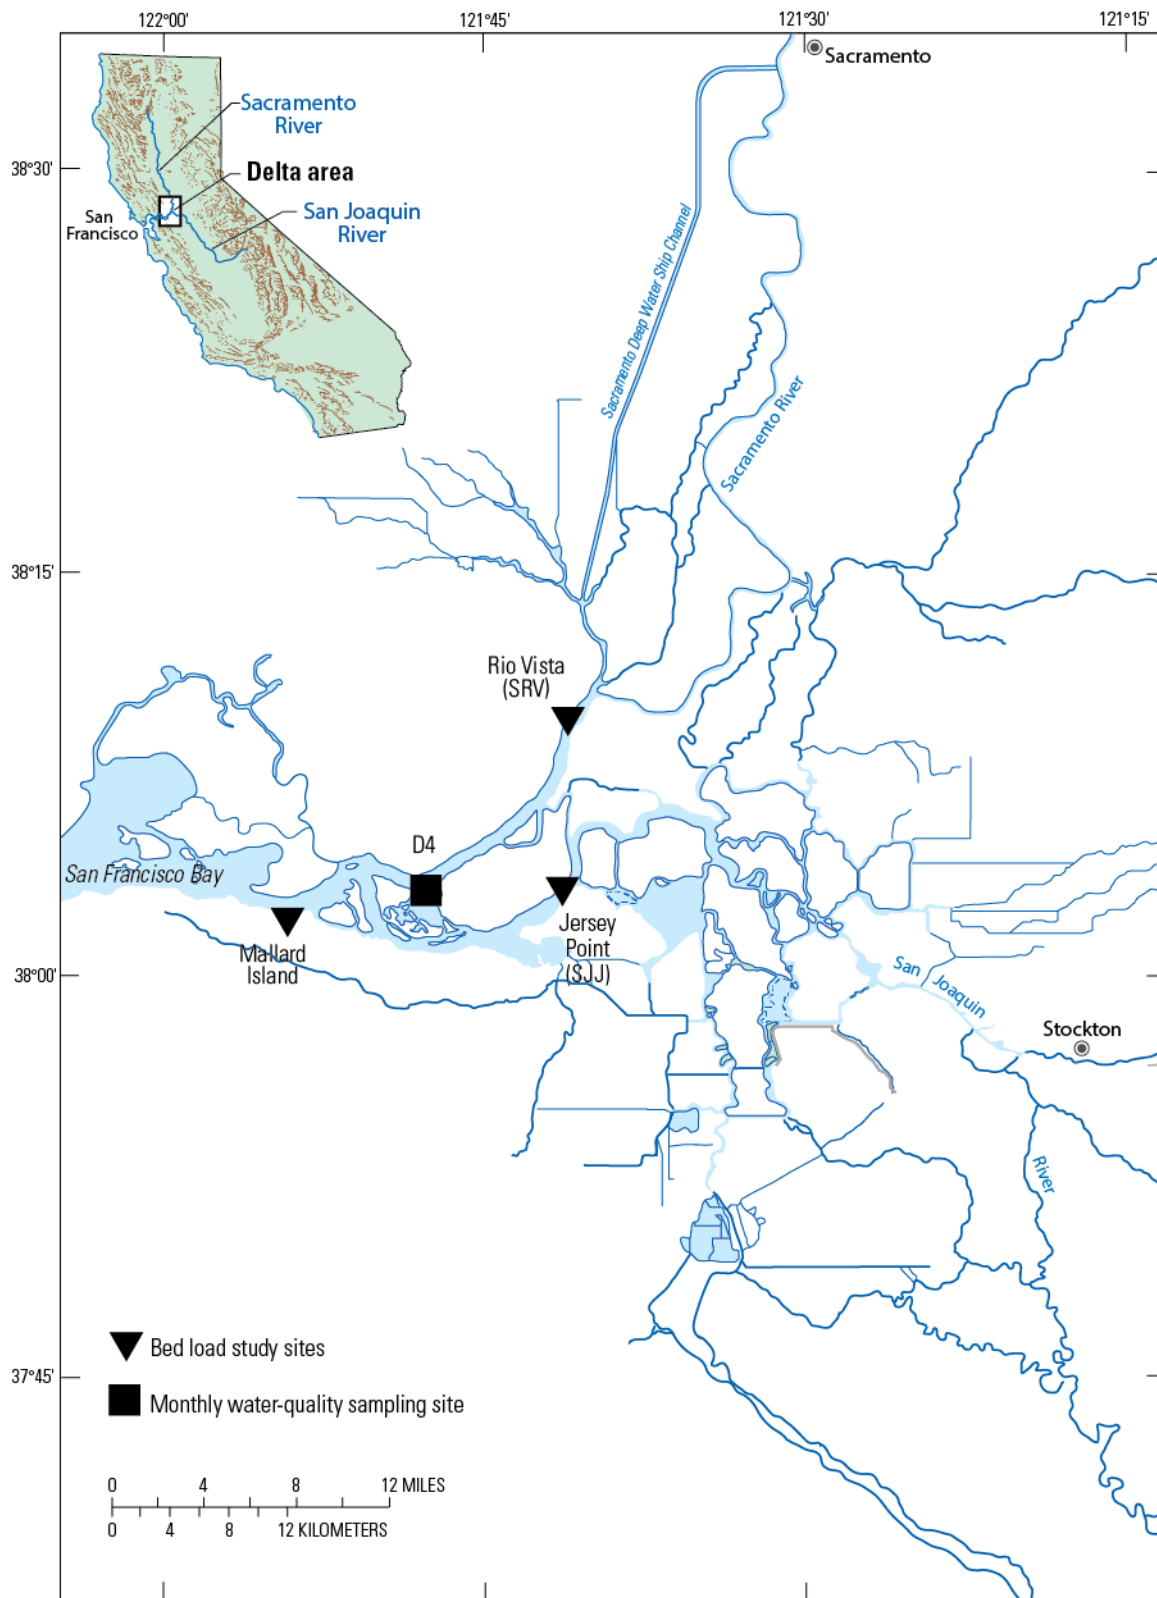 122°00'
121°45'
121°30'
121°15'
Sacramento
Sacramento
River
38°30'
Delta area
San
Francisco
San Joaquin
River
Sacramento Deep Water Ship Channel
Sacramento River
38°15'
Rio Vista
(SRV)
D4
San Francisco Bay
Mallard
Island
Jersey
Point
(SJJ)
38°00'
San Joaquin
Stockton
River
Bed load study sites
37°45'
Monthly water-quality sampling site
0 4 8 12 MILES
0 4 8 12 KILOMETERS